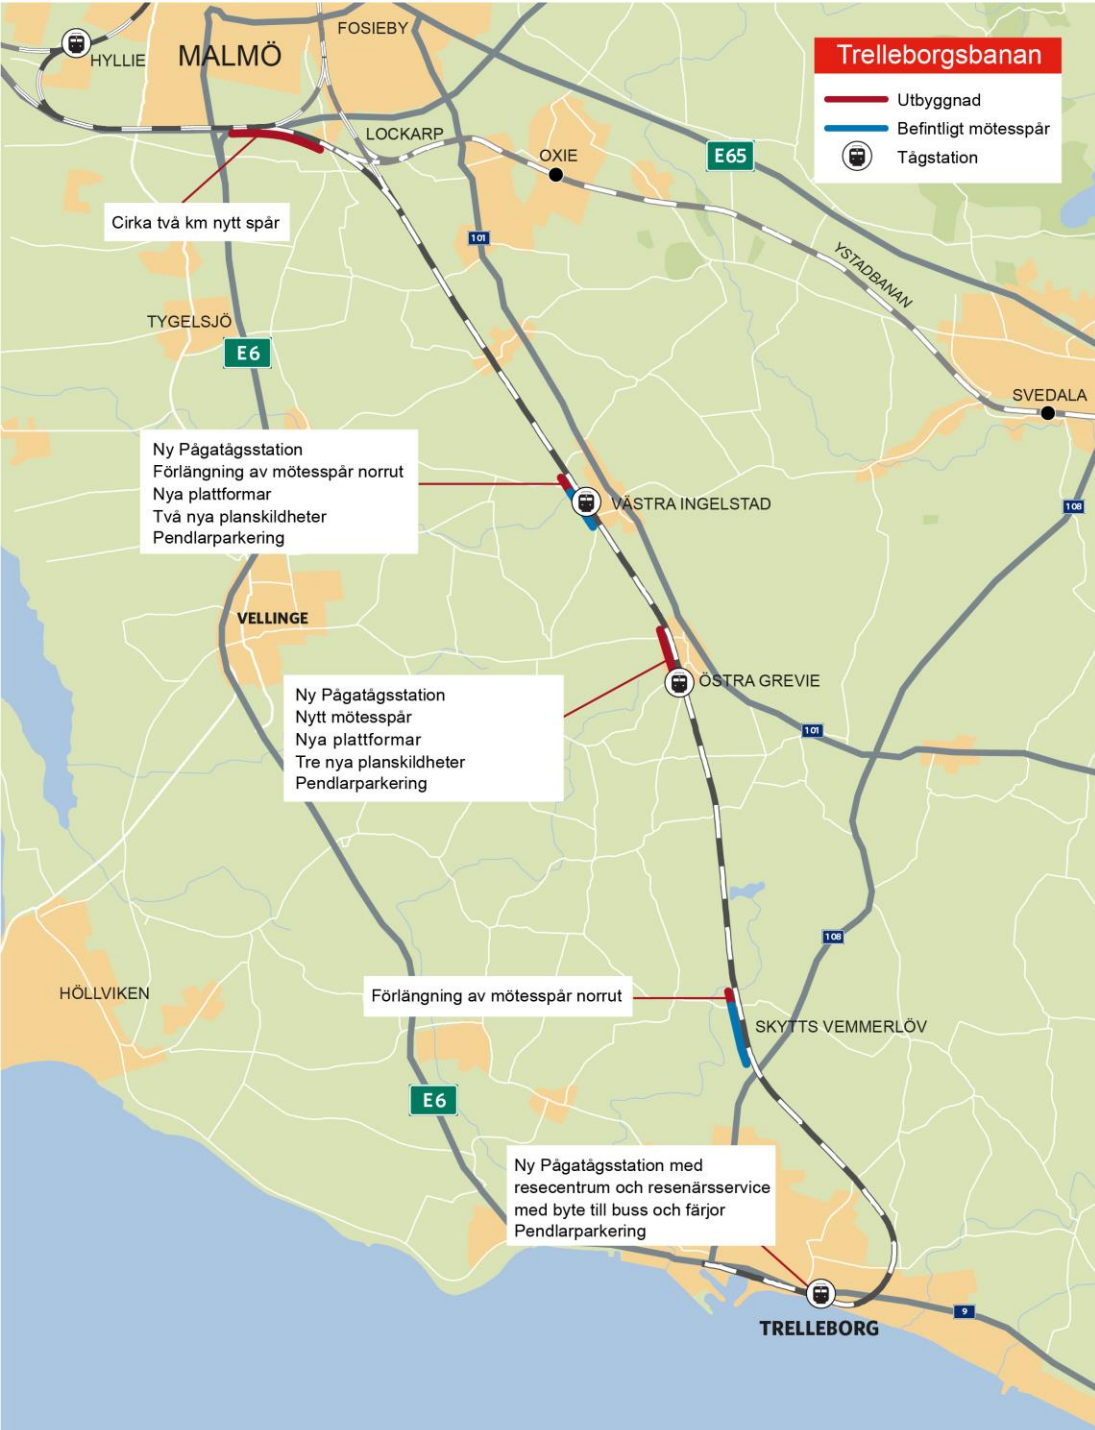 FOSIEBY
MALMÖ
HYLLIE
Trelleborgsbanan
Utbyggnad
Befintligt mötesspår
Tågstation
LOCKARP
OXIE
E65
Cirka två km nytt spår
101
YSTADBANAN
TYGELSJÖ
E6
SVEDALA
Ny Pågatågsstation
Förlängning av mötesspår norrut
Nya plattformar
Två nya planskildheter
Pendlarparkering
VÄSTRA INGELSTAD
108
VELLINGE
Ny Pågatågsstation
Nytt mötesspår
Nya plattformar
Tre nya planskildheter
Pendlarparkering
ÖSTRA GREVIE
101
108
HÖLLVIKEN
Förlängning av mötesspår norrut
SKYTTS VEMMERLÖV
E6
Ny Pågatågsstation med
resecentrum och resenärsservice
med byte till buss och färjor
Pendlarparkering
9
TRELLEBORG